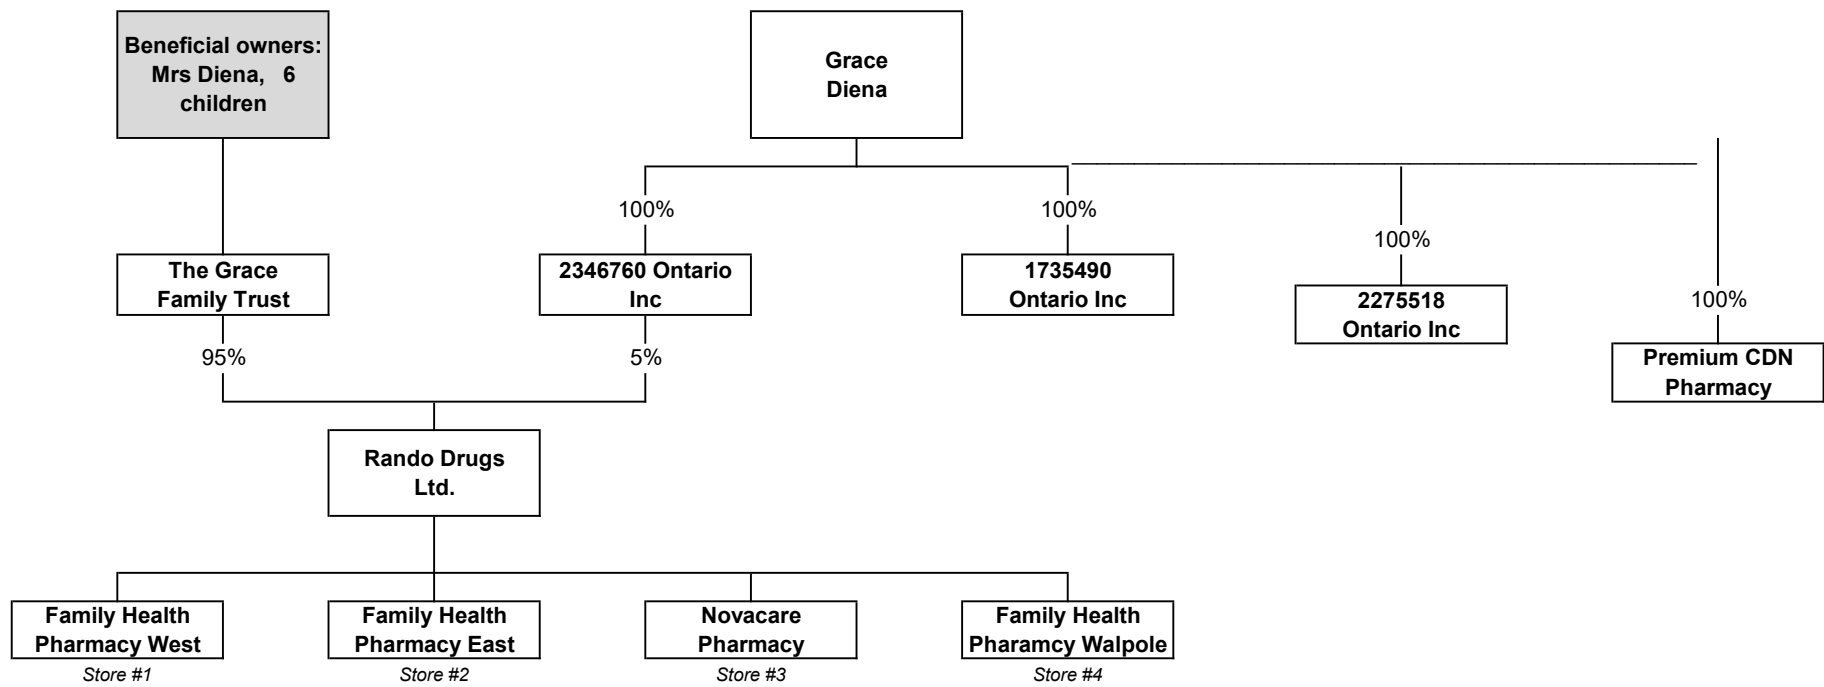 Beneficial owners:
Mrs Diena, 6
children
Grace
Diena
100%
100%
100%
100%
The Grace
Family Trust
2346760 Ontario
Inc
1735490
Ontario Inc
2275518
Ontario Inc
Premium CDN
Pharmacy
95%
5%
Rando Drugs
Ltd.
Family Health
Pharmacy West
Store #1
Family Health
Pharmacy East
Store #2
Novacare
Pharmacy
Store #3
Family Health
Pharamcy Walpole
Store #4